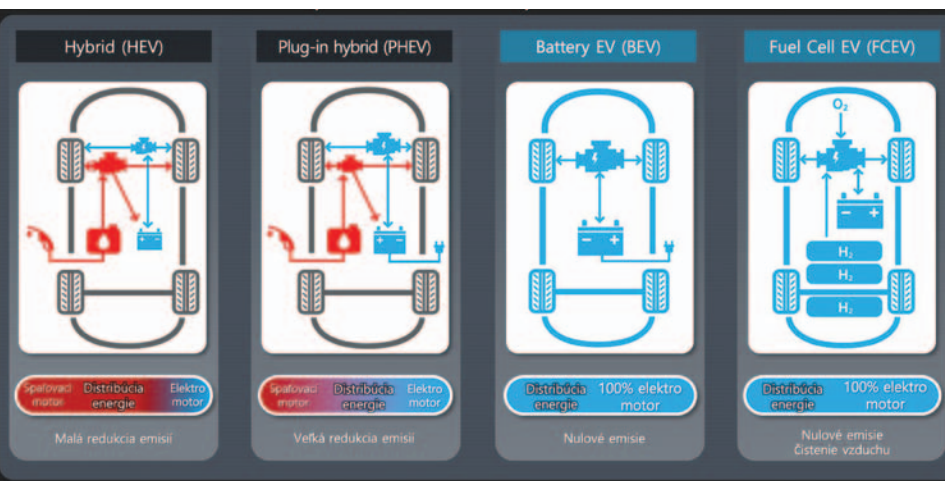 Hybrid (HEV)
Plug-in hybrid (PHEV)
Battery EV (BEV)
Fuel Cell EV (FCEV)
O₂
H₂
H₂
H₂
Spaľovací
motor
Distribúcia
energie
Elektro
motor
Spaľovací
motor
Distribúcia
energie
Elektro
motor
Distribúcia
energie
100% elektro
motor
Distribúcia
energie
100% elektro
motor
Malá redukcia emisií
Veľká redukcia emisií
Nulové emisie
Nulové emisie
čistenie vzduchu